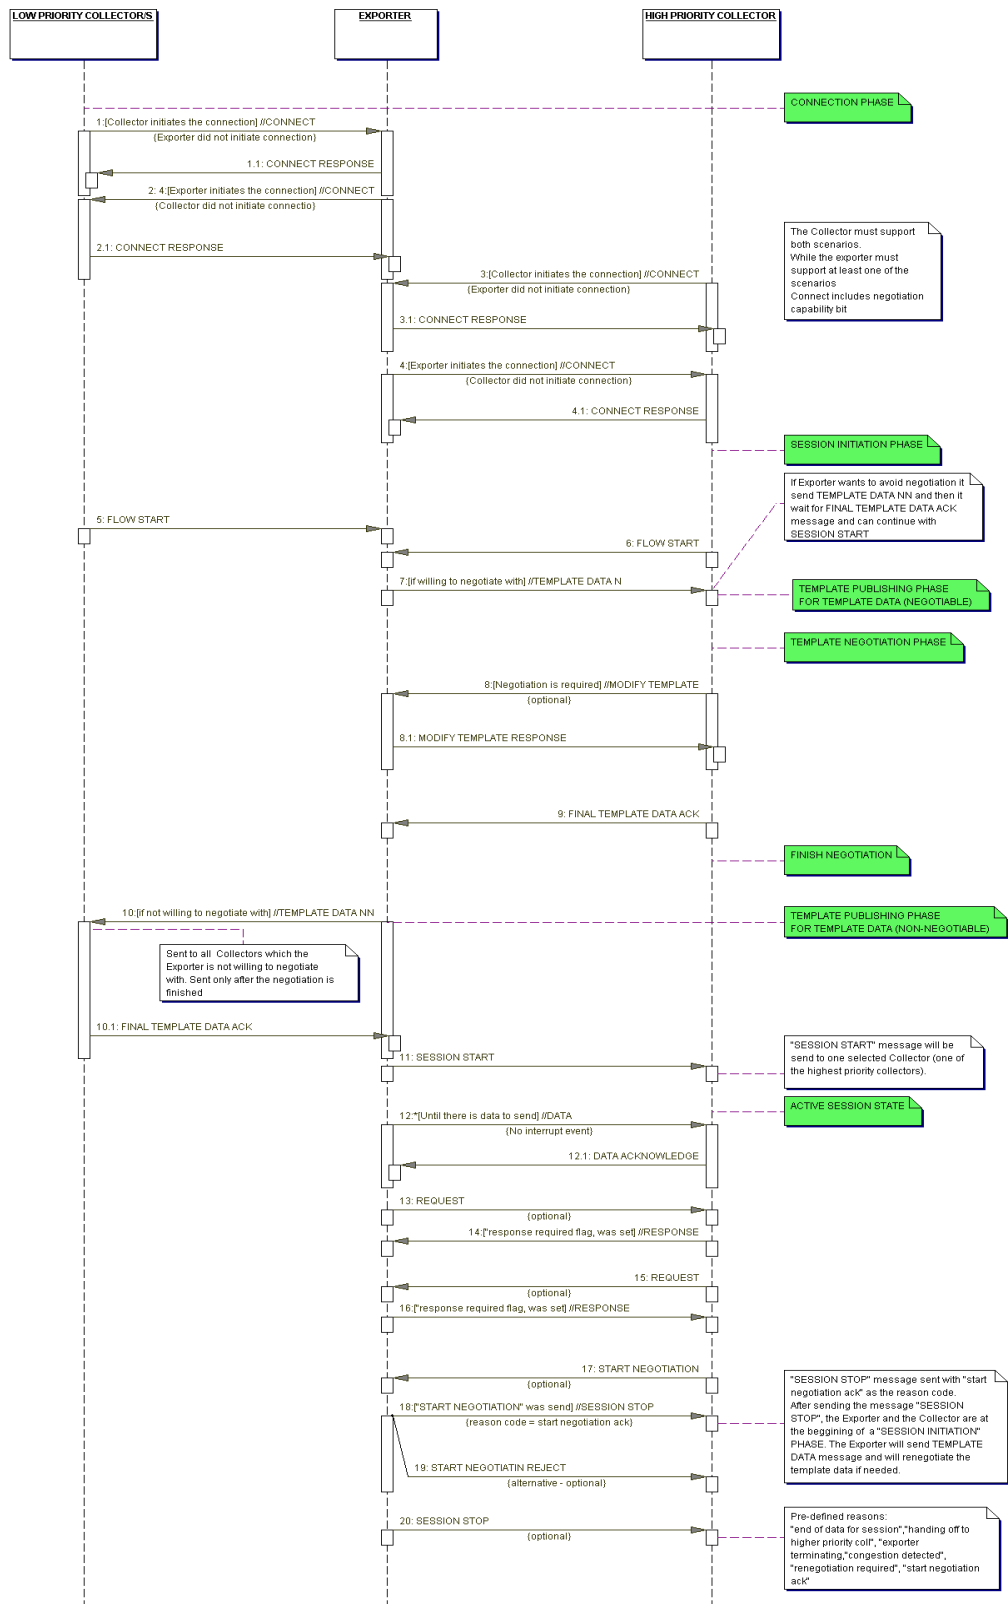 LOW PRIORITY COLLECTOR/S
EXPORTER
HIGH PRIORITY COLLECTOR
CONNECTION PHASE
1:[Collector initiates the connection] //CONNECT
{Exporter did not initiate connection}
1.1: CONNECT RESPONSE
2: 4:[Exporter initiates the connection] //CONNECT
{Collector did not initiate connectio}
The Collector must support
both scenarios.
While the exporter must
support at least one of the
scenarios
Connect includes negotiation
capability bit
2.1: CONNECT RESPONSE
3:[Collector initiates the connection] //CONNECT
{Exporter did not initiate connection}
3.1: CONNECT RESPONSE
4:[Exporter initiates the connection] //CONNECT
{Collector did not initiate connection}
4.1: CONNECT RESPONSE
SESSION INITIATION PHASE
If Exporter wants to avoid negotiation it
send TEMPLATE DATA NN and then it
wait for FINAL TEMPLATE DATA ACK
message and can continue with
SESSION START
5: FLOW START
6: FLOW START
7:[if willing to negotiate with] //TEMPLATE DATA N
TEMPLATE PUBLISHING PHASE
FOR TEMPLATE DATA (NEGOTIABLE)
TEMPLATE NEGOTIATION PHASE
8:[Negotiation is required] //MODIFY TEMPLATE
{optional}
8.1: MODIFY TEMPLATE RESPONSE
9: FINAL TEMPLATE DATA ACK
FINISH NEGOTIATION
10:[if not willing to negotiate with] //TEMPLATE DATA NN
TEMPLATE PUBLISHING PHASE
FOR TEMPLATE DATA (NON-NEGOTIABLE)
Sent to all Collectors which the
Exporter is not willing to negotiate
with. Sent only after the negotiation is
finished
10.1: FINAL TEMPLATE DATA ACK
11: SESSION START
"SESSION START" message will be
send to one selected Collector (one of
the highest priority collectors).
ACTIVE SESSION STATE
12:*[Until there is data to send] //DATA
{No interrupt event}
12.1: DATA ACKNOWLEDGE
13: REQUEST
{optional}
14:["response required flag, was set] //RESPONSE
15: REQUEST
{optional}
16:["response required flag, was set] //RESPONSE
17: START NEGOTIATION
{optional}
18:["START NEGOTIATION" was send] //SESSION STOP
{reason code = start negotiation ack}
"SESSION STOP" message sent with "start
negotiation ack" as the reason code.
After sending the message "SESSION
STOP", the Exporter and the Collector are at
the beggining of a "SESSION INITIATION"
PHASE. The Exporter will send TEMPLATE
DATA message and will renegotiate the
template data if needed.
19: START NEGOTIATIN REJECT
{alternative - optional}
20: SESSION STOP
{optional}
Pre-defined reasons:
"end of data for session","handing off to
higher priority coll", "exporter
terminating,"congestion detected",
"renegotiation required", "start negotiation
ack"